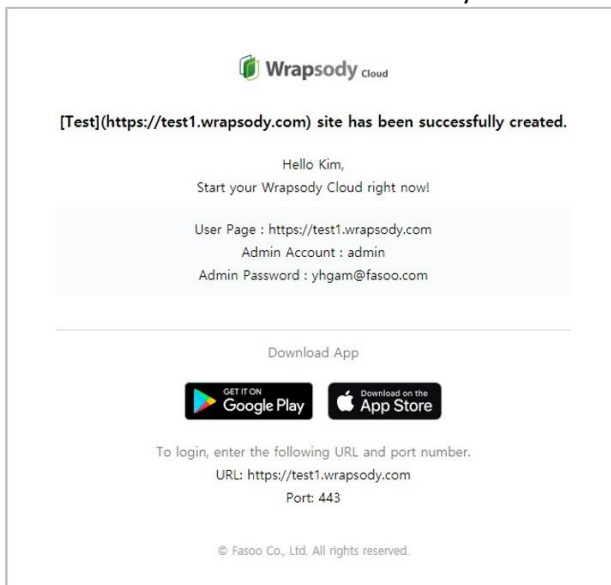 Wrapsody Cloud
[Test](https://test1.wrapsody.com) site has been successfully created.
Hello Kim,
Start your Wrapsody Cloud right now!
User Page : https://test1.wrapsody.com
Admin Account : admin
Admin Password : yhgam@fasoo.com
Download App
GET IT ON
Google Play
Download on the
App Store
To login, enter the following URL and port number.
URL: https://test1.wrapsody.com
Port: 443
© Fasoo Co., Ltd. All rights reserved.